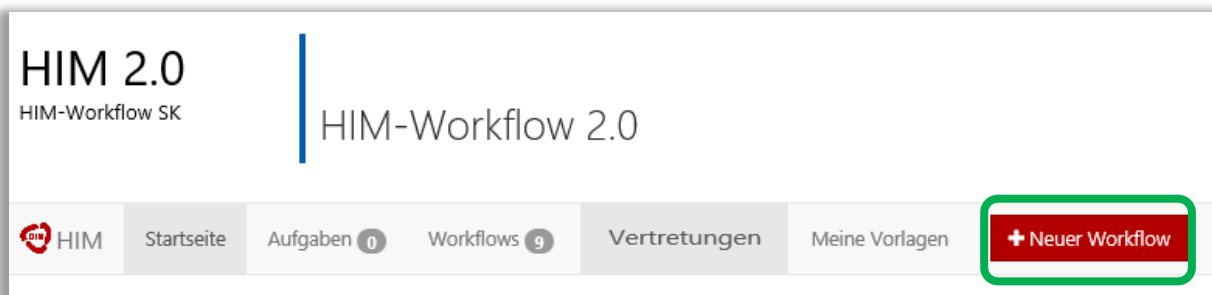 HIM 2.0
HIM-Workflow SK
HIM-Workflow 2.0
HIM Startseite Aufgaben 0 Workflows 9 Vertretungen Meine Vorlagen + Neuer Workflow